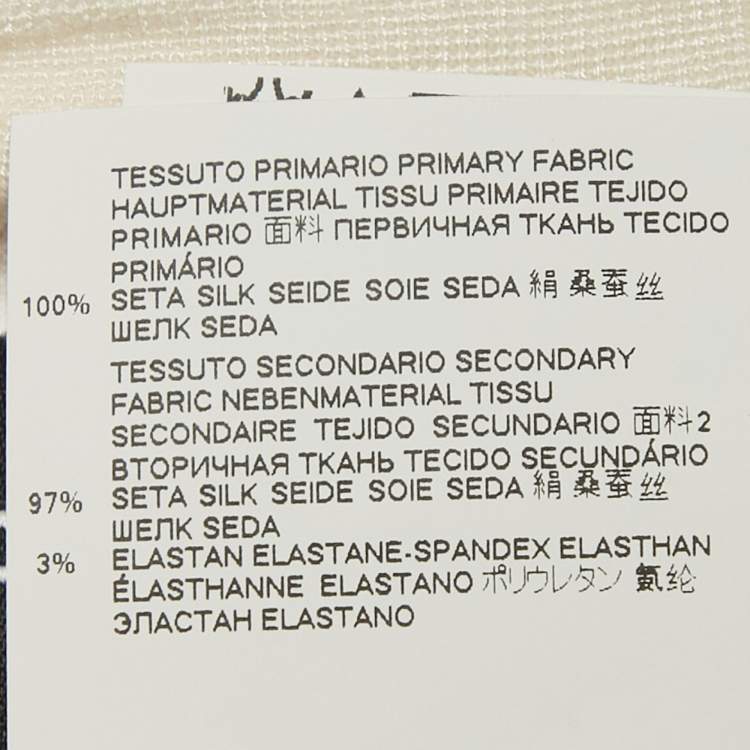 TESSUTO PRIMARIO PRIMARY FABRIC
HAUPTMATERIAL TISSU PRIMAIRE TEJIDO
PRIMARIO 面料 ПЕРВИЧНАЯ ТКАНЬ TECIDO
PRIMÁRIO
100% SETA SILK SEIDE SOIE SEDA 絹 桑蚕丝
ШЕЛК SEDA
TESSUTO SECONDARIO SECONDARY
FABRIC NEBENMATERIAL TISSU
SECONDAIRE TEJIDO SECUNDARIO 面料2
ВТОРИЧНАЯ ТКАНЬ TECIDO SECUNDÁRIO
97% SETA SILK SEIDE SOIE SEDA 絹 桑蚕丝
ШЕЛК SEDA
3% ELASTAN ELASTANE-SPANDEX ELASTHAN
ÉLASTHANNE ELASTANO ポリウレタン 氨纶
ЭЛАСТАН ELASTANO